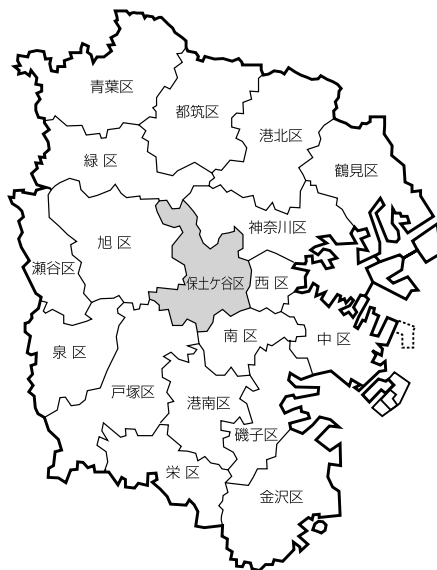 青葉区
都筑区
港北区
緑 区
鶴見区
神奈川区
旭 区
瀬谷区
保土ケ谷区
西 区
泉 区
南 区
中 区
戸塚区
港南区
磯子区
栄 区
金沢区